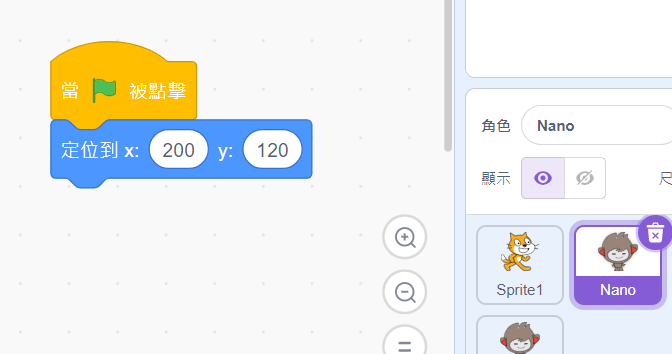 當 被點擊
定位到 x: 200 y: 120
角色 Nano
顯示
Sprite1
Nano